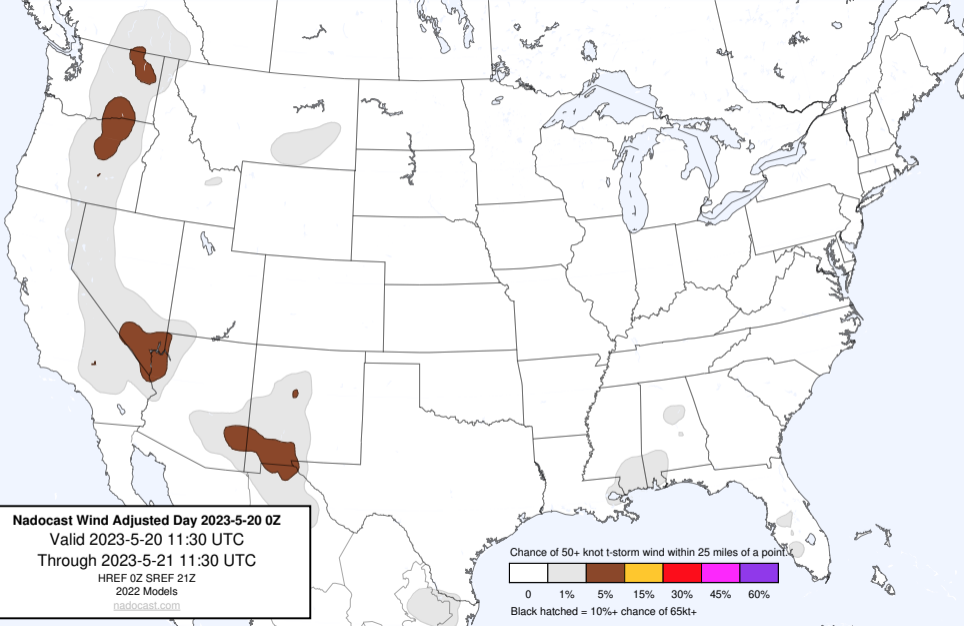 Nadocast Wind Adjusted Day 2023-5-20 0Z
Valid 2023-5-20 11:30 UTC
Through 2023-5-21 11:30 UTC
HREF 0Z SREF 21Z
2022 Models
nadocast.com
Chance of 50+ knot t-storm wind within 25 miles of a point.
0 1% 5% 15% 30% 45% 60%
Black hatched = 10%+ chance of 65kt+